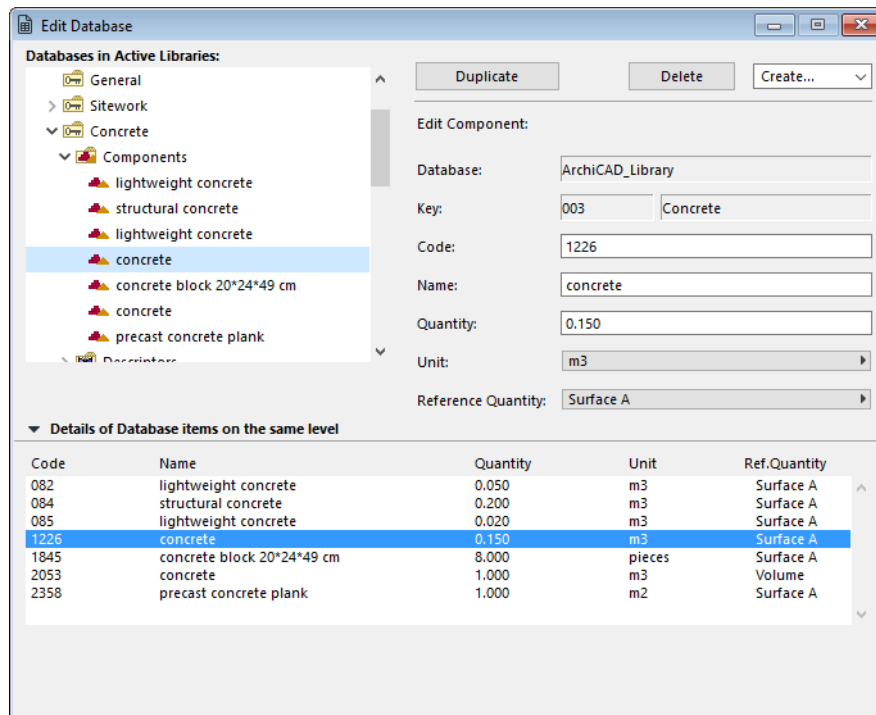 Edit Database
Databases in Active Libraries:
General
Sitework
Concrete
Components
lightweight concrete
structural concrete
lightweight concrete
concrete
concrete block 20*24*49 cm
concrete
precast concrete plank
Descriptors
Duplicate Delete Create...
Edit Component:
Database: ArchiCAD_Library
Key: 003 Concrete
Code: 1226
Name: concrete
Quantity: 0.150
Unit: m3
Reference Quantity: Surface A
Details of Database items on the same level
Code Name Quantity Unit Ref.Quantity
082 lightweight concrete 0.050 m3 Surface A
084 structural concrete 0.200 m3 Surface A
085 lightweight concrete 0.020 m3 Surface A
1226 concrete 0.150 m3 Surface A
1845 concrete block 20*24*49 cm 8.000 pieces Surface A
2053 concrete 1.000 m3 Volume
2358 precast concrete plank 1.000 m2 Surface A